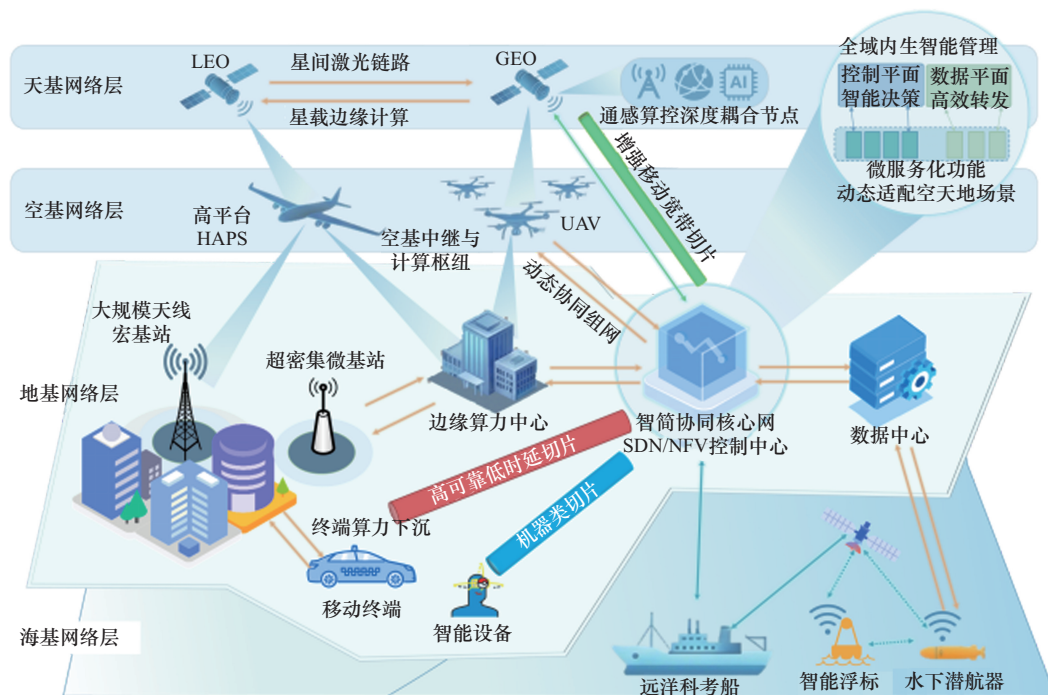 LEO
星间激光链路
GEO
天基网络层
星载边缘计算
AI
通感算控深度耦合节点
全域内生智能管理
控制平面
智能决策
数据平面
高效转发
微服务化功能
动态适配空天地场景
增强移动宽带切片
空基网络层
高平台
HAPS
空基中继与
计算枢纽
UAV
动态协同组网
大规模天线
宏基站
超密集微基站
地基网络层
边缘算力中心
智简协同核心网
SDN/NFV控制中心
数据中心
高可靠低时延切片
机器类切片
终端算力下沉
移动终端
智能设备
海基网络层
远洋科考船
智能浮标
水下潜航器